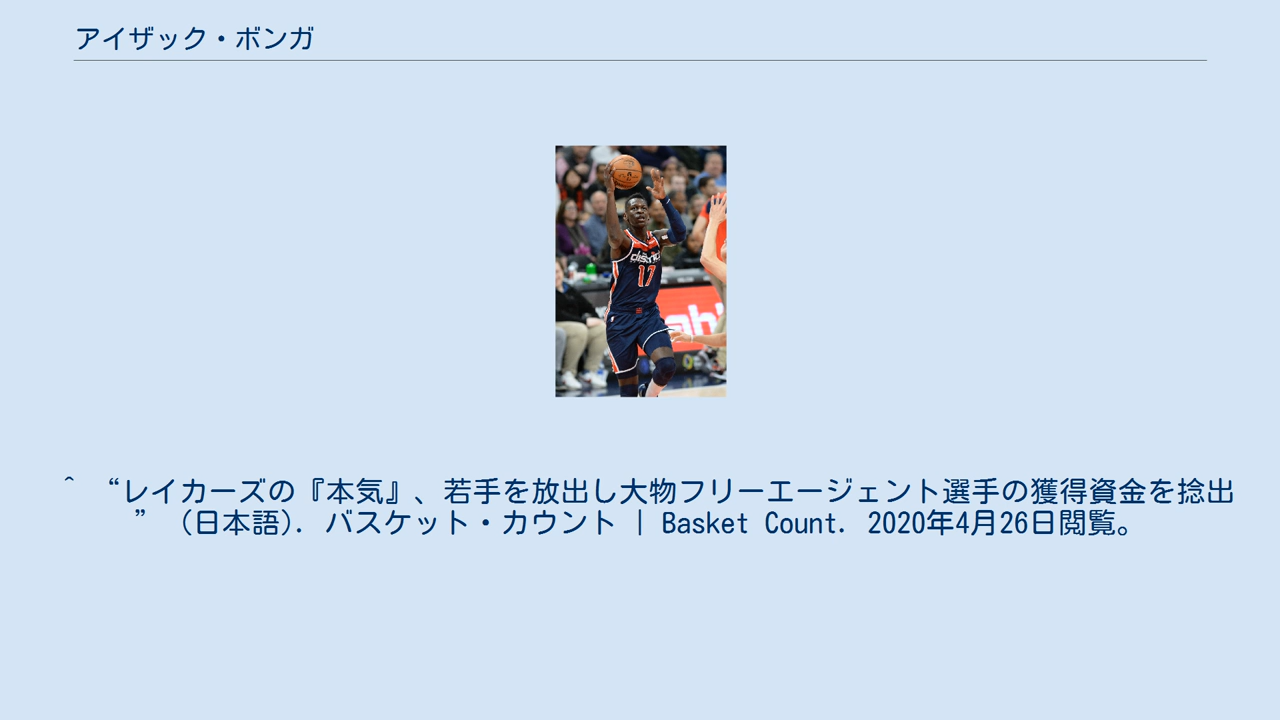 アイザック・ボンガ
district
17
ah!
^ “レイカーズの『本気』、若手を放出し大物フリーエージェント選手の獲得資金を捻出
” (日本語). バスケット・カウント | Basket Count. 2020年4月26日閲覧。